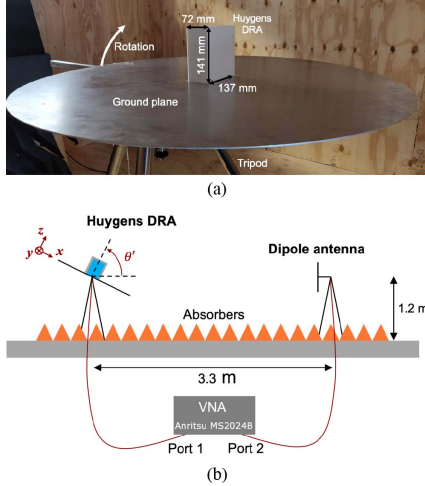 72 mm
Huygens
DRA
Rotation
141 mm
137 mm
Ground plane
Tripod
(a)
Huygens DRA
z
y
x
θ′
Dipole antenna
Absorbers
1.2 m
3.3 m
VNA
Anritsu MS2024B
Port 1
Port 2
(b)